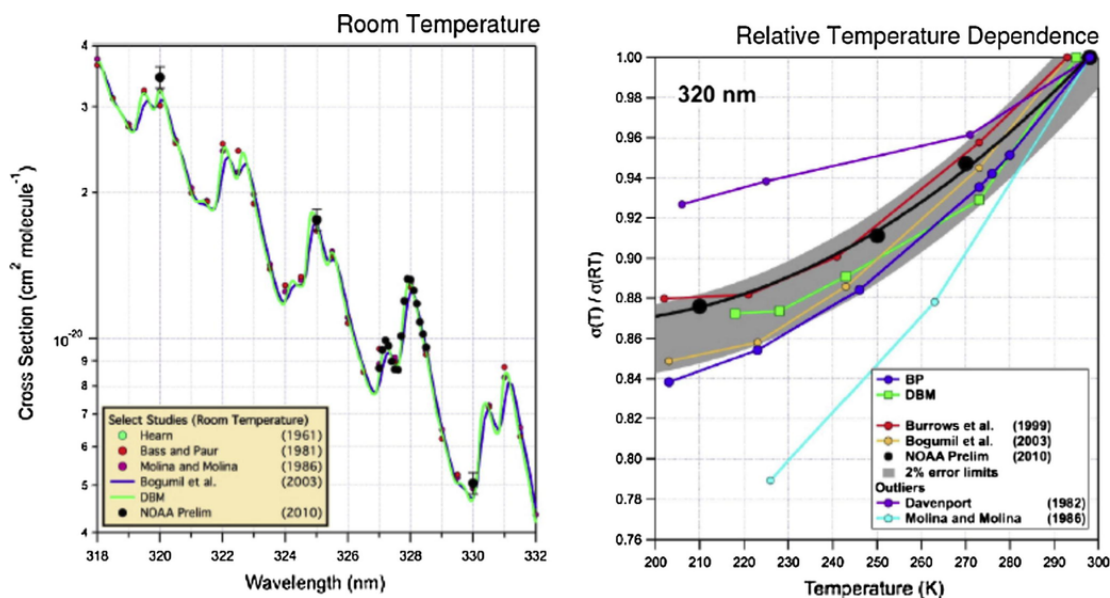 Room Temperature
4
3
2
10-20
9
8
7
6
5
4
318
320
322
324
326
328
330
332
Wavelength (nm)
Cross Section (cm2 molecule-1)
Select Studies (Room Temperature)
Hearn (1961)
Bass and Paur (1981)
Molina and Molina (1986)
Bogumil et al. (2003)
DBM
NOAA Prelim (2010)
Relative Temperature Dependence
320 nm
1.00
0.98
0.96
0.94
0.92
0.90
0.88
0.86
0.84
0.82
0.80
0.78
0.76
200
210
220
230
240
250
260
270
280
290
300
Temperature (K)
σ(T) / σ(RT)
BP
DBM
Burrows et al. (1999)
Bogumil et al. (2003)
NOAA Prelim (2010)
2% error limits
Outliers
Davenport (1982)
Molina and Molina (1986)